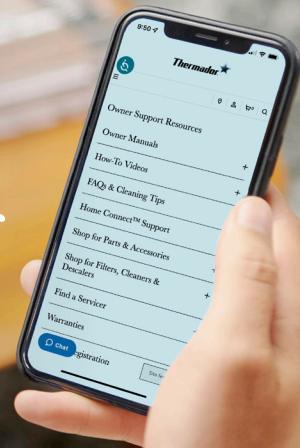 9:50
Thermador
Owner Support Resources
Owner Manuals
How-To Videos
FAQs & Cleaning Tips
Home Connect™ Support
Shop for Parts & Accessories
Shop for Filters, Cleaners &
Descalers
Find a Servicer
Warranties
Chat
egistration